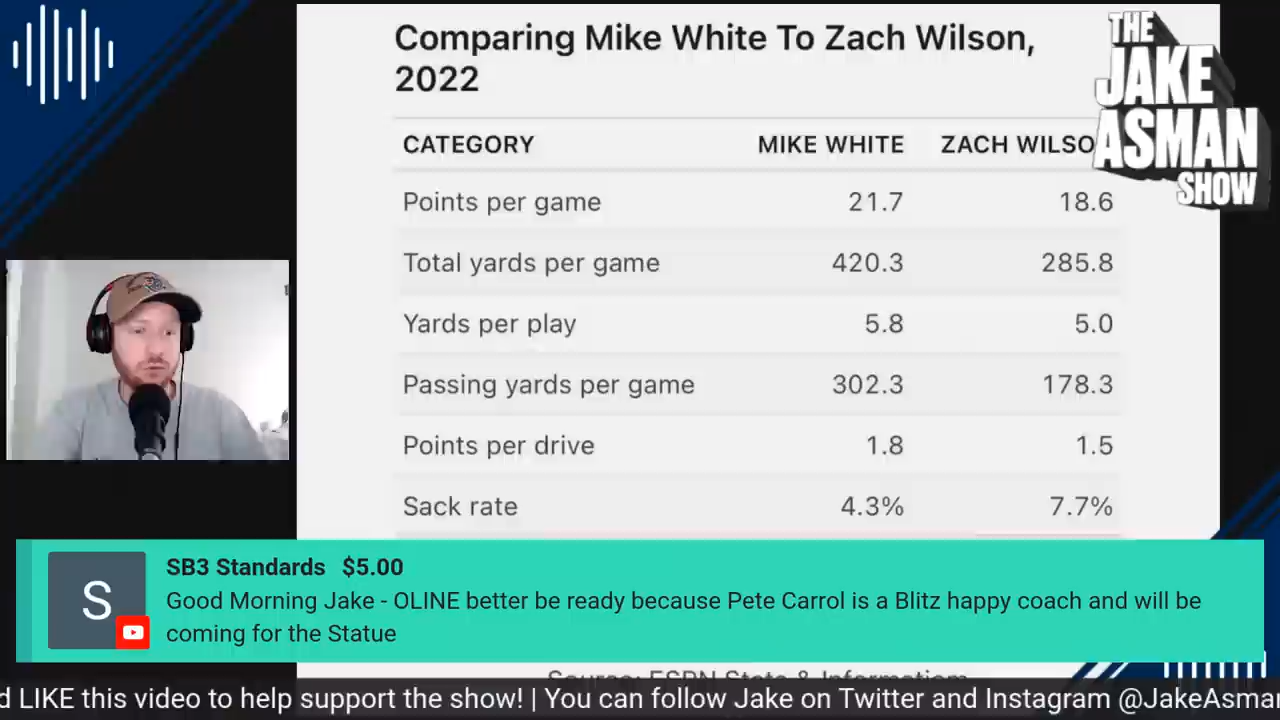 Comparing Mike White To Zach Wilson,
2022
THE
JAKE
ASMAN
SHOW
CATEGORY MIKE WHITE ZACH WILSO
Points per game 21.7 18.6
Total yards per game 420.3 285.8
Yards per play 5.8 5.0
Passing yards per game 302.3 178.3
Points per drive 1.8 1.5
Sack rate 4.3% 7.7%
S
SB3 Standards $5.00
Good Morning Jake - OLINE better be ready because Pete Carrol is a Blitz happy coach and will be
coming for the Statue
Source: ESPN Stats & Information
d LIKE this video to help support the show! | You can follow Jake on Twitter and Instagram @JakeAsma